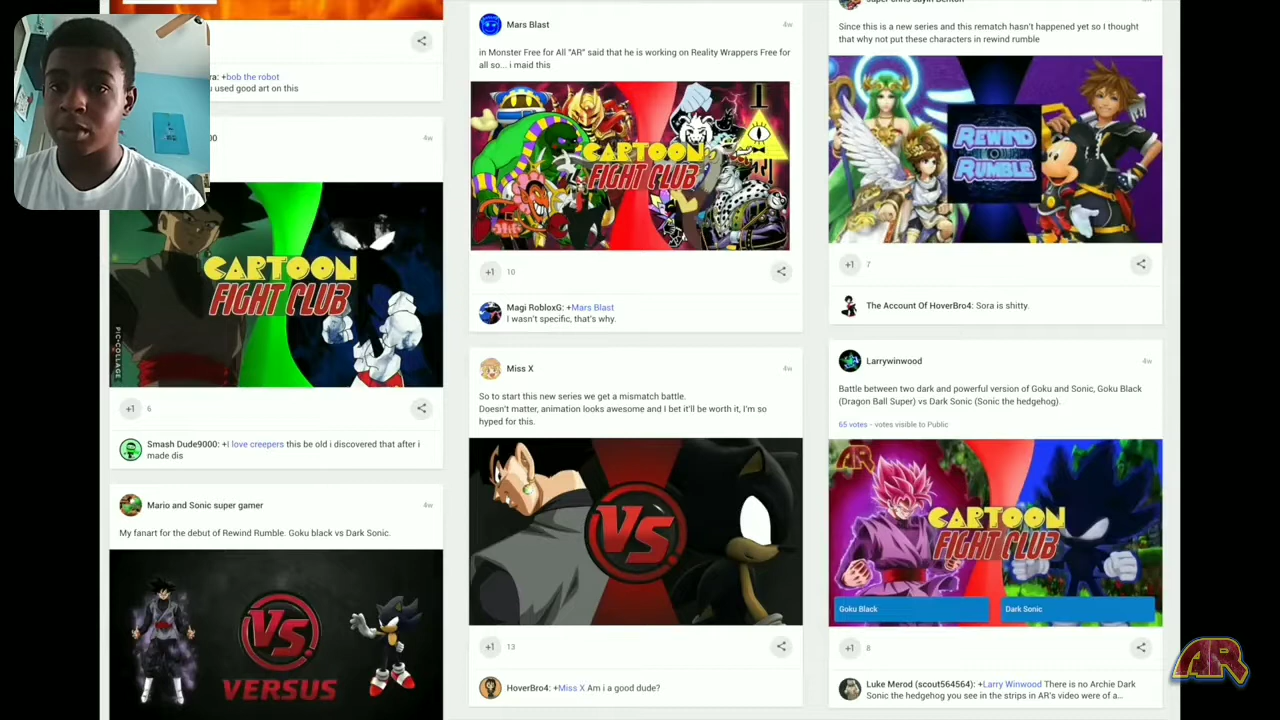 ra: +bob the robot
used good art on this
00
4w
CARTOON
FIGHT CLUB
PIC-COLLAGE
+1 6
Smash Dude9000: +I love creepers this be old i discovered that after i
made dis
Mario and Sonic super gamer
4w
My fanart for the debut of Rewind Rumble. Goku black vs Dark Sonic.
VS
VERSUS
Mars Blast
4w
in Monster Free for All "AR" said that he is working on Reality Wrappers Free for
all so... i maid this
CARTOON
FIGHT CLUB
+1 10
Magi RobloxG: +Mars Blast
I wasn't specific, that's why.
Miss X
4w
So to start this new series we get a mismatch battle.
Doesn't matter, animation looks awesome and I bet it'll be worth it, I'm so
hyped for this.
VS
+1 13
HoverBro4: +Miss X Am i a good dude?
Since this is a new series and this rematch hasn't happened yet so I thought
that why not put these characters in rewind rumble
REWIND
RUMBLE
+1 7
The Account Of HoverBro4: Sora is shitty.
Larrywinwood
4w
Battle between two dark and powerful version of Goku and Sonic, Goku Black
(Dragon Ball Super) vs Dark Sonic (Sonic the hedgehog).
65 votes - votes visible to Public
AR
CARTOON
FIGHT CLUB
Goku Black
Dark Sonic
+1 8
Luke Merod (scout564564): +Larry Winwood There is no Archie Dark
Sonic the hedgehog you see in the strips in AR's video were of a...
AR